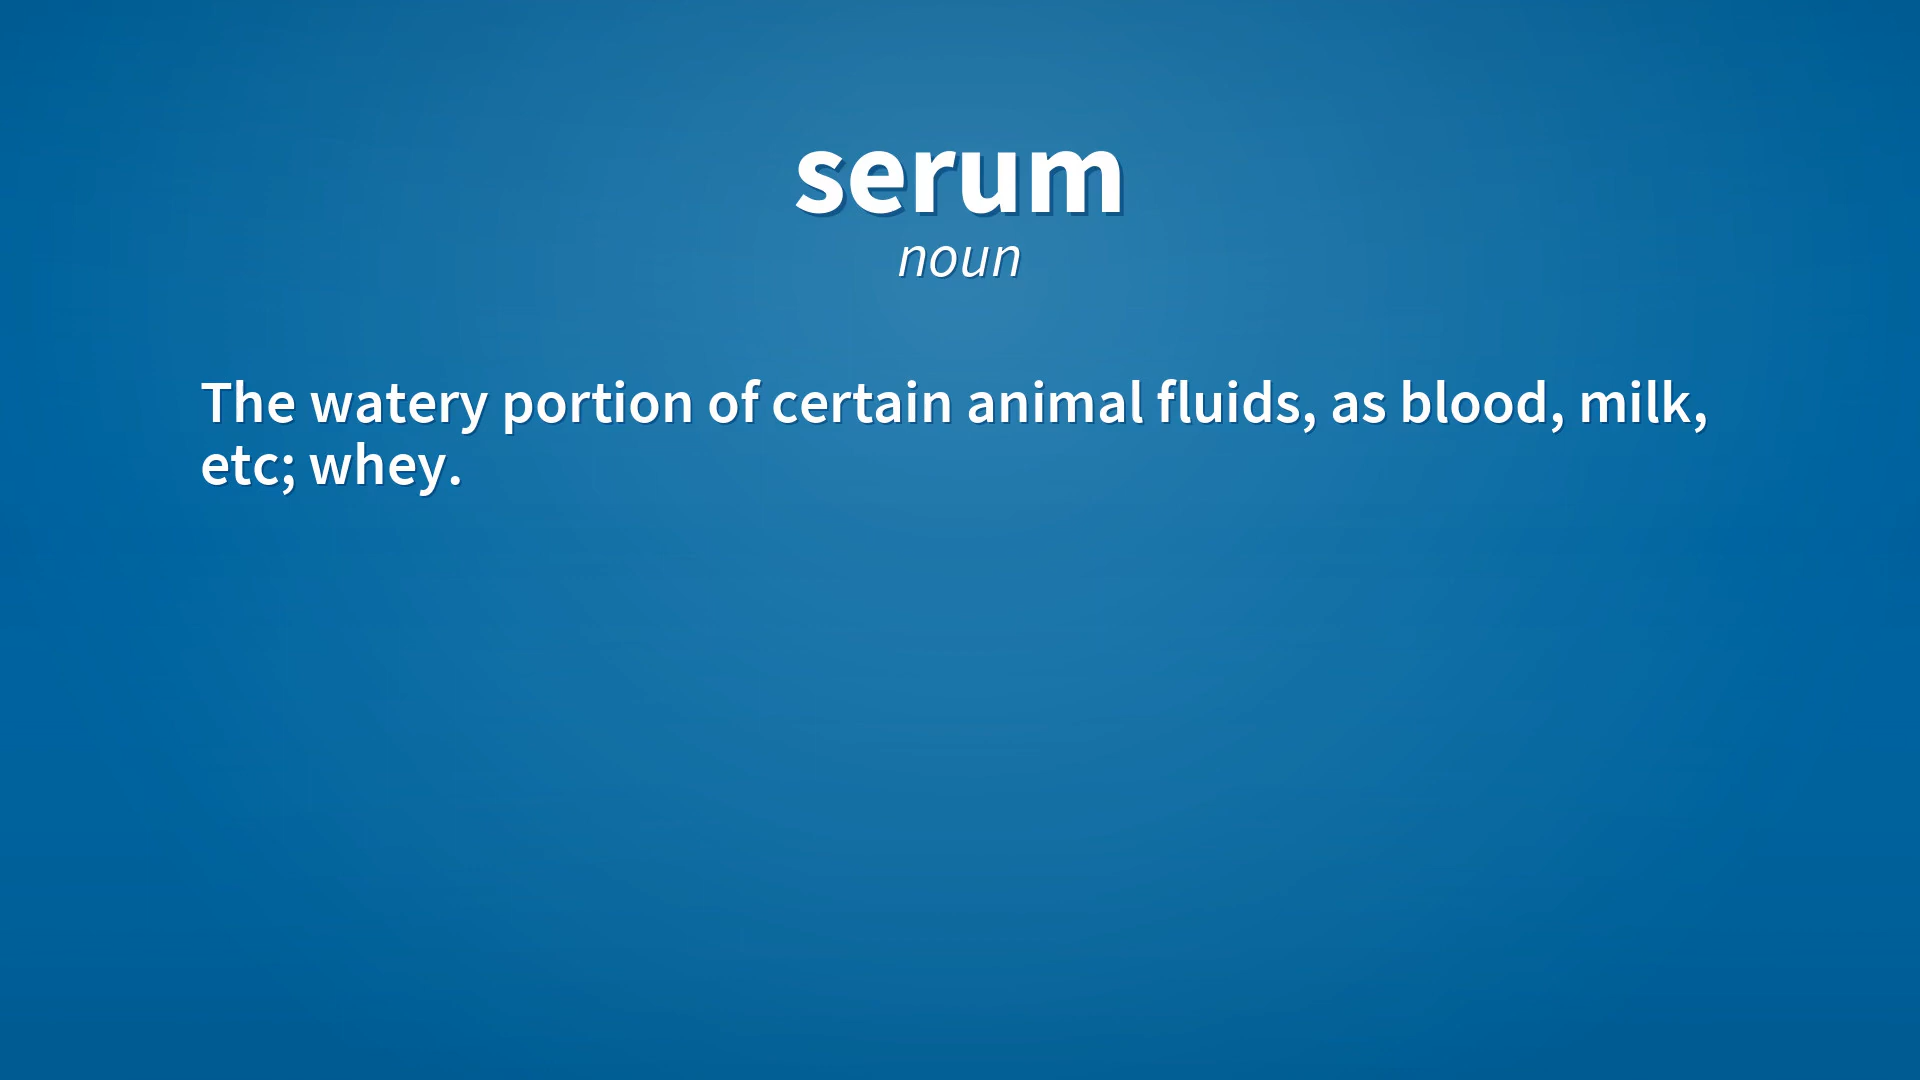 serum
noun
The watery portion of certain animal fluids, as blood, milk,
etc; whey.